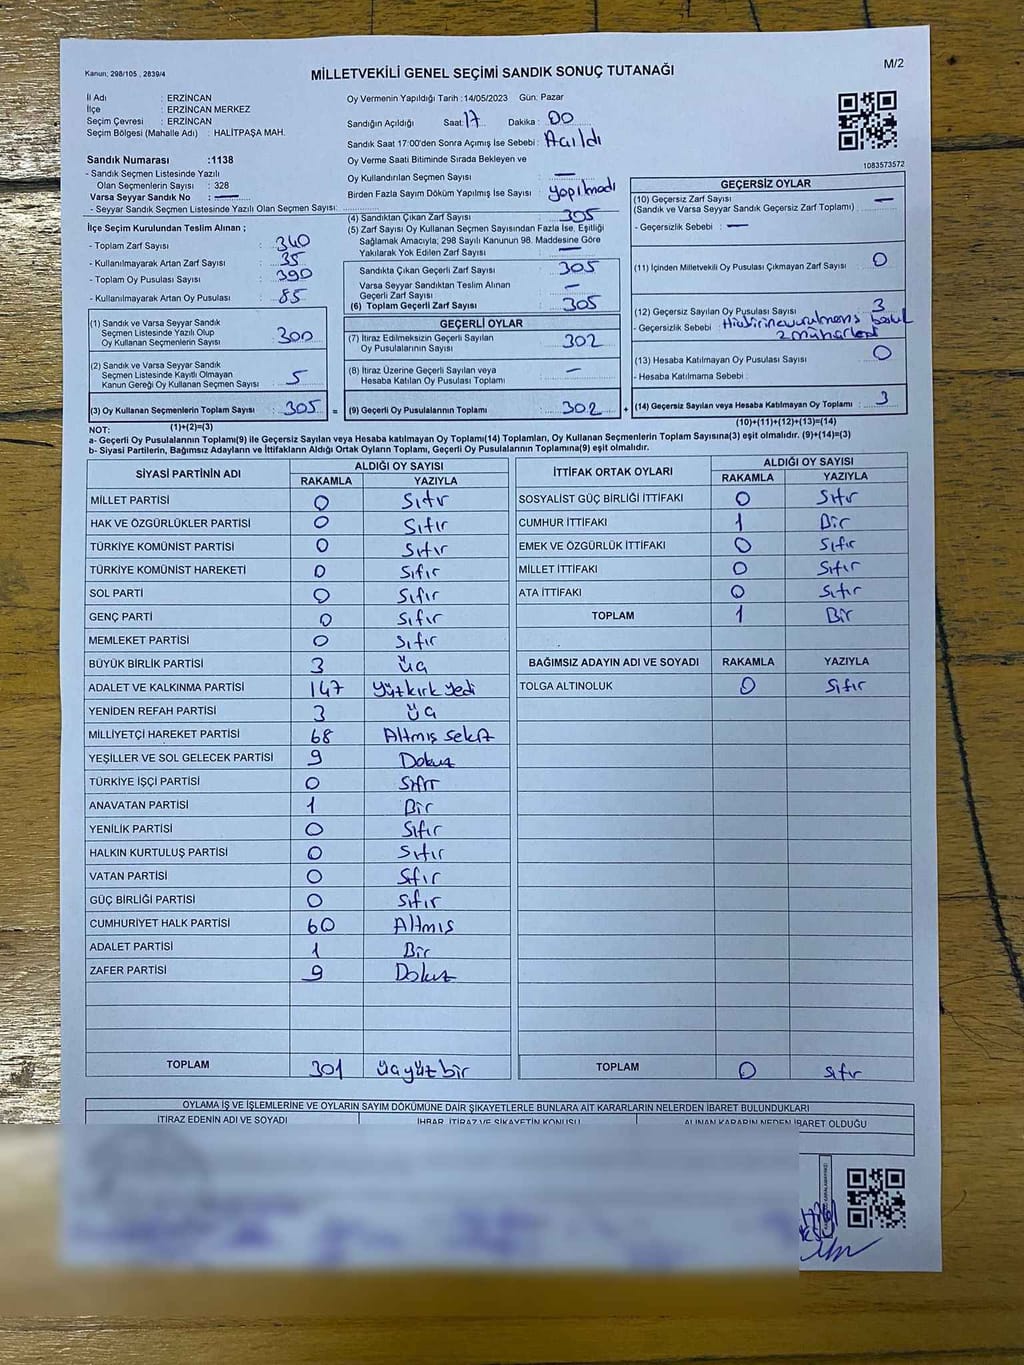 Kanun; 298/105 , 2839/4
MİLLETVEKİLİ GENEL SEÇİMİ SANDIK SONUÇ TUTANAĞI
M/2
İl Adı : ERZİNCAN
İlçe : ERZİNCAN MERKEZ
Seçim Çevresi : ERZİNCAN
Seçim Bölgesi (Mahalle Adı) : HALİTPAŞA MAH.
Sandık Numarası :1138
- Sandık Seçmen Listesinde Yazılı
Olan Seçmenlerin Sayısı : 328
Varsa Seyyar Sandık No : —
- Seyyar Sandık Seçmen Listesinde Yazılı Olan Seçmen Sayısı:
İlçe Seçim Kurulundan Teslim Alınan ;
- Toplam Zarf Sayısı : 340
- Kullanılmayarak Artan Zarf Sayısı : 35
- Toplam Oy Pusulası Sayısı : 390
- Kullanılmayarak Artan Oy Pusulası : 85
(1) Sandık ve Varsa Seyyar Sandık
Seçmen Listesinde Yazılı Olup
Oy Kullanan Seçmenlerin Sayısı : 300
(2) Sandık ve Varsa Seyyar Sandık
Seçmen Listesinde Kayıtlı Olmayan
Kanun Gereği Oy Kullanan Seçmen Sayısı : 5
(3) Oy Kullanan Seçmenlerin Toplam Sayısı : 305 =
Oy Vermenin Yapıldığı Tarih :14/05/2023 Gün: Pazar
Sandığın Açıldığı Saat: 17 Dakika : 00
Sandık Saat 17:00'den Sonra Açımış İse Sebebi : Açıldı
Oy Verme Saati Bitiminde Sırada Bekleyen ve
Oy Kullandırılan Seçmen Sayısı : —
Birden Fazla Sayım Döküm Yapılmış İse Sayısı : yapılmadı
(4) Sandıktan Çıkan Zarf Sayısı : 305
(5) Zarf Sayısı Oy Kullanan Seçmen Sayısından Fazla İse, Eşitliği
Sağlamak Amacıyla; 298 Sayılı Kanunun 98. Maddesine Göre
Yakılarak Yok Edilen Zarf Sayısı : —
Sandıkta Çıkan Geçerli Zarf Sayısı : 305
Varsa Seyyar Sandıktan Teslim Alınan
Geçerli Zarf Sayısı : —
(6) Toplam Geçerli Zarf Sayısı : 305
GEÇERLİ OYLAR
(7) İtiraz Edilmeksizin Geçerli Sayılan
Oy Pusulalarının Sayısı : 302
(8) İtiraz Üzerine Geçerli Sayılan veya
Hesaba Katılan Oy Pusulası Toplamı : —
(9) Geçerli Oy Pusulalarının Toplamı : 302 +
1083573572
GEÇERSİZ OYLAR
(10) Geçersiz Zarf Sayısı : —
(Sandık ve Varsa Seyyar Sandık Geçersiz Zarf Toplamı)
- Geçersizlik Sebebi : —
(11) İçinden Milletvekili Oy Pusulası Çıkmayan Zarf Sayısı : 0
(12) Geçersiz Sayılan Oy Pusulası Sayısı : 3
- Geçersizlik Sebebi :
(13) Hesaba Katılmayan Oy Pusulası Sayısı : 0
- Hesaba Katılmama Sebebi :
(14) Geçersiz Sayılan veya Hesaba Katılmayan Oy Toplamı : 3
NOT: (1)+(2)=(3) (10)+(11)+(12)+(13)=(14)
a- Geçerli Oy Pusulalarının Toplamı(9) ile Geçersiz Sayılan veya Hesaba katılmayan Oy Toplamı(14) Toplamları, Oy Kullanan Seçmenlerin Toplam Sayısına(3) eşit olmalıdır. (9)+(14)=(3)
b- Siyasi Partilerin, Bağımsız Adayların ve İttifakların Aldığı Ortak Oyların Toplamı, Geçerli Oy Pusulasının Toplamına(9) eşit olmalıdır.
SİYASİ PARTİNİN ADI ALDIĞI OY SAYISI
RAKAMLA YAZIYLA
MİLLET PARTİSİ 0 Sıfır
HAK VE ÖZGÜRLÜKLER PARTİSİ 0 Sıfır
TÜRKİYE KOMÜNİST PARTİSİ 0 Sıfır
TÜRKİYE KOMÜNİST HAREKETİ 0 Sıfır
SOL PARTİ 0 Sıfır
GENÇ PARTİ 0 Sıfır
MEMLEKET PARTİSİ 0 Sıfır
BÜYÜK BİRLİK PARTİSİ 3 üç
ADALET VE KALKINMA PARTİSİ 147 Yüzkırk yedi
YENİDEN REFAH PARTİSİ 3 üç
MİLLİYETÇİ HAREKET PARTİSİ 68 Altmış sekiz
YEŞİLLER VE SOL GELECEK PARTİSİ 9 Dokuz
TÜRKİYE İŞÇİ PARTİSİ 0 Sıfır
ANAVATAN PARTİSİ 1 Bir
YENİLİK PARTİSİ 0 Sıfır
HALKIN KURTULUŞ PARTİSİ 0 Sıfır
VATAN PARTİSİ 0 Sıfır
GÜÇ BİRLİĞİ PARTİSİ 0 Sıfır
CUMHURİYET HALK PARTİSİ 60 Altmış
ADALET PARTİSİ 1 Bir
ZAFER PARTİSİ 9 Dokuz
TOPLAM 301 üçyüz bir
İTTİFAK ORTAK OYLARI ALDIĞI OY SAYISI
RAKAMLA YAZIYLA
SOSYALİST GÜÇ BİRLİĞİ İTTİFAKI 0 Sıfır
CUMHUR İTTİFAKI 1 Bir
EMEK VE ÖZGÜRLÜK İTTİFAKI 0 Sıfır
MİLLET İTTİFAKI 0 Sıfır
ATA İTTİFAKI 0 Sıfır
TOPLAM 1 Bir
BAĞIMSIZ ADAYIN ADI VE SOYADI RAKAMLA YAZIYLA
TOLGA ALTINOLUK 0 Sıfır
TOPLAM 0 sıfır
OYLAMA İŞ VE İŞLEMLERİNE VE OYLARIN SAYIM DÖKÜMÜNE DAİR ŞİKAYETLERLE BUNLARA AİT KARARLARIN NELERDEN İBARET BULUNDUKLARI
İTİRAZ EDENİN ADI VE SOYADI İHBAR, İTİRAZ VE ŞİKAYETİN KONUSU ALINAN KARARIN NEDEN İBARET OLDUĞU